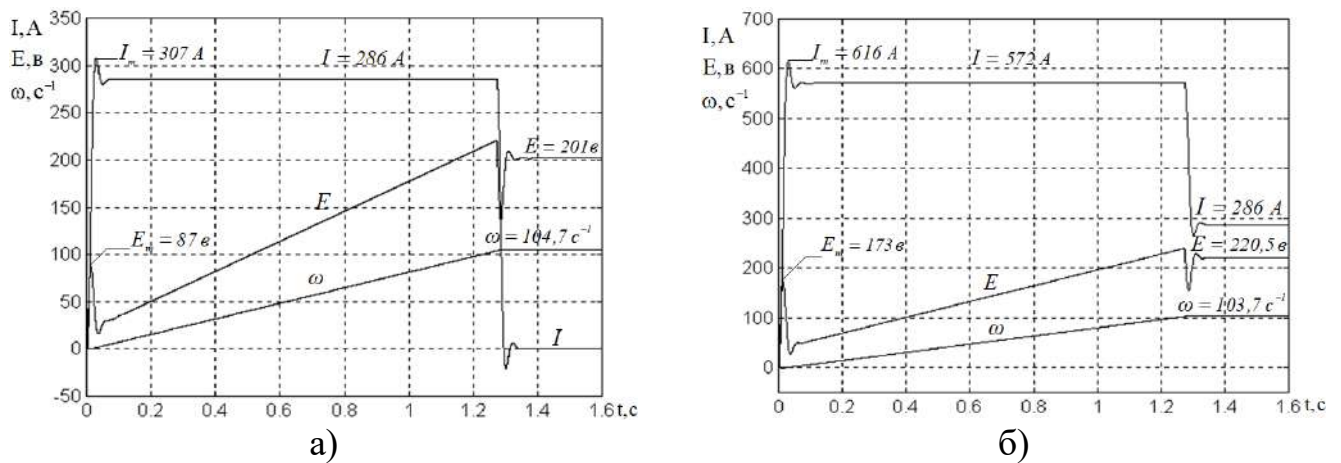 I,А
E,в
ω,с⁻¹
350
300
250
200
150
100
50
0
-50
I_m = 307 А
I = 286 А
E = 201в
E
E_m = 87 в
ω = 104,7 с⁻¹
ω
I
0 0.2 0.4 0.6 0.8 1 1.2 1.4 1.6 t,с
а)
I,А
E,в
ω,с⁻¹
700
600
500
400
300
200
100
0
-100
I_m = 616 А
I = 572 А
I = 286 А
E_m = 173в
E = 220,5в
E
ω = 103,7 с⁻¹
ω
0 0.2 0.4 0.6 0.8 1 1.2 1.4 1.6 t,с
б)